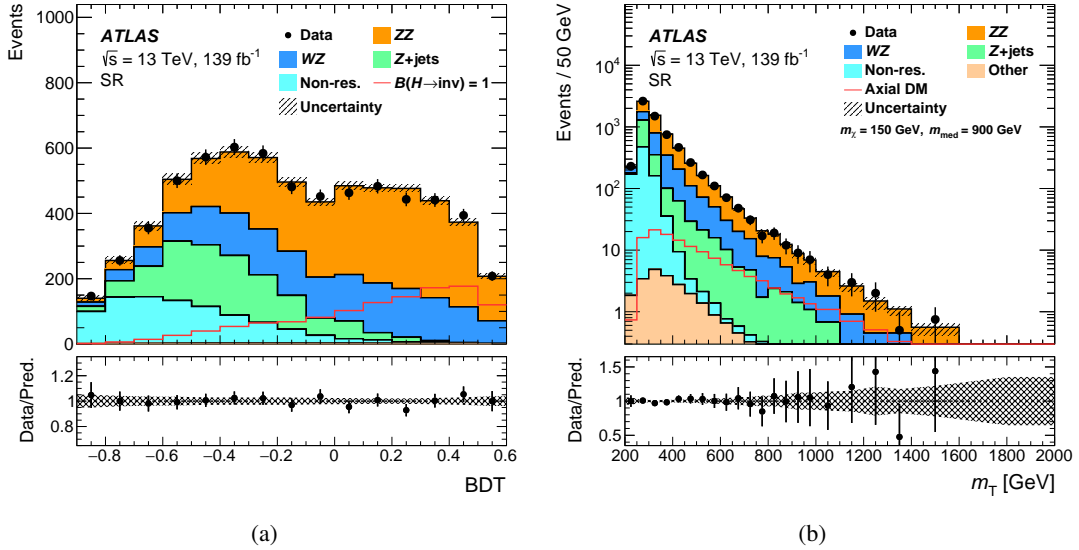 Events
1000
800
600
400
200
0
ATLAS
√s = 13 TeV, 139 fb⁻¹
SR
Data
ZZ
WZ
Z+jets
Non-res.
B(H→inv) = 1
Uncertainty
Data/Pred.
1.2
1
0.8
−0.8 −0.6 −0.4 −0.2 0 0.2 0.4 0.6
BDT
(a)
Events / 50 GeV
10⁴
10³
10²
10
1
ATLAS
√s = 13 TeV, 139 fb⁻¹
SR
Data
ZZ
WZ
Z+jets
Non-res.
Other
Axial DM
Uncertainty
mχ = 150 GeV, mmed = 900 GeV
Data/Pred.
1.5
1
0.5
200 400 600 800 1000 1200 1400 1600 1800 2000
mT [GeV]
(b)